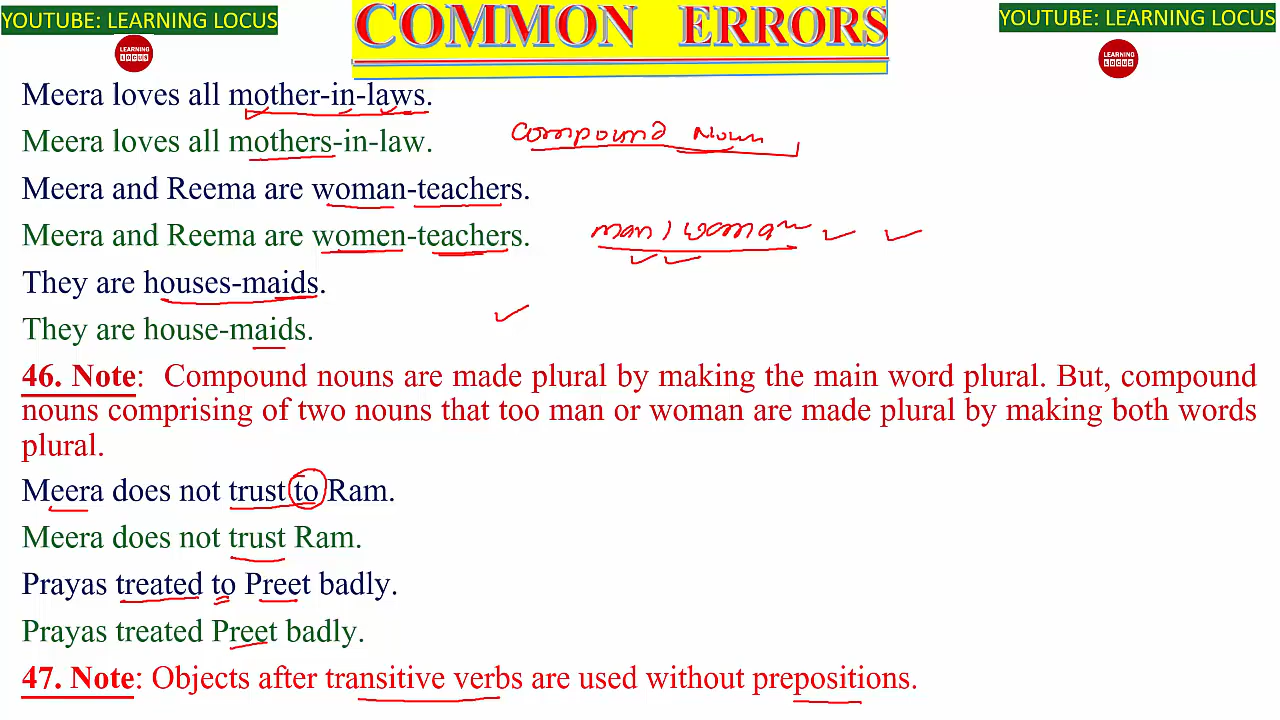 YOUTUBE: LEARNING LOCUS
COMMON ERRORS
YOUTUBE: LEARNING LOCUS
LEARNING
LOCUS
LEARNING
LOCUS
Meera loves all mother-in-laws.
Meera loves all mothers-in-law.
Compound Noun
Meera and Reema are woman-teachers.
Meera and Reema are women-teachers.
man / woman
They are houses-maids.
They are house-maids.
46. Note: Compound nouns are made plural by making the main word plural. But, compound
nouns comprising of two nouns that too man or woman are made plural by making both words
plural.
Meera does not trust to Ram.
Meera does not trust Ram.
Prayas treated to Preet badly.
Prayas treated Preet badly.
47. Note: Objects after transitive verbs are used without prepositions.